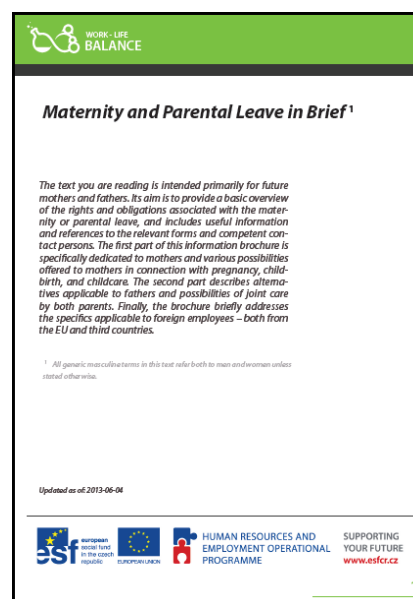 WORK - LIFE
BALANCE
Maternity and Parental Leave in Brief 1
The text you are reading is intended primarily for future
mothers and fathers. Its aim is to provide a basic overview
of the rights and obligations associated with the mater-
nity or parental leave, and includes useful information
and references to the relevant forms and competent con-
tact persons. The first part of this information brochure is
specifically dedicated to mothers and various possibilities
offered to mothers in connection with pregnancy, child-
birth, and childcare. The second part describes alterna-
tives applicable to fathers and possibilities of joint care
by both parents. Finally, the brochure briefly addresses
the specifics applicable to foreign employees – both from
the EU and third countries.
1 All generic masculine terms in this text refer both to men and women unless
stated otherwise.
Updated as of: 2013-06-04
esf
european
social fund
in the czech
republic
EUROPEAN UNION
HUMAN RESOURCES AND
EMPLOYMENT OPERATIONAL
PROGRAMME
SUPPORTING
YOUR FUTURE
www.esfcr.cz